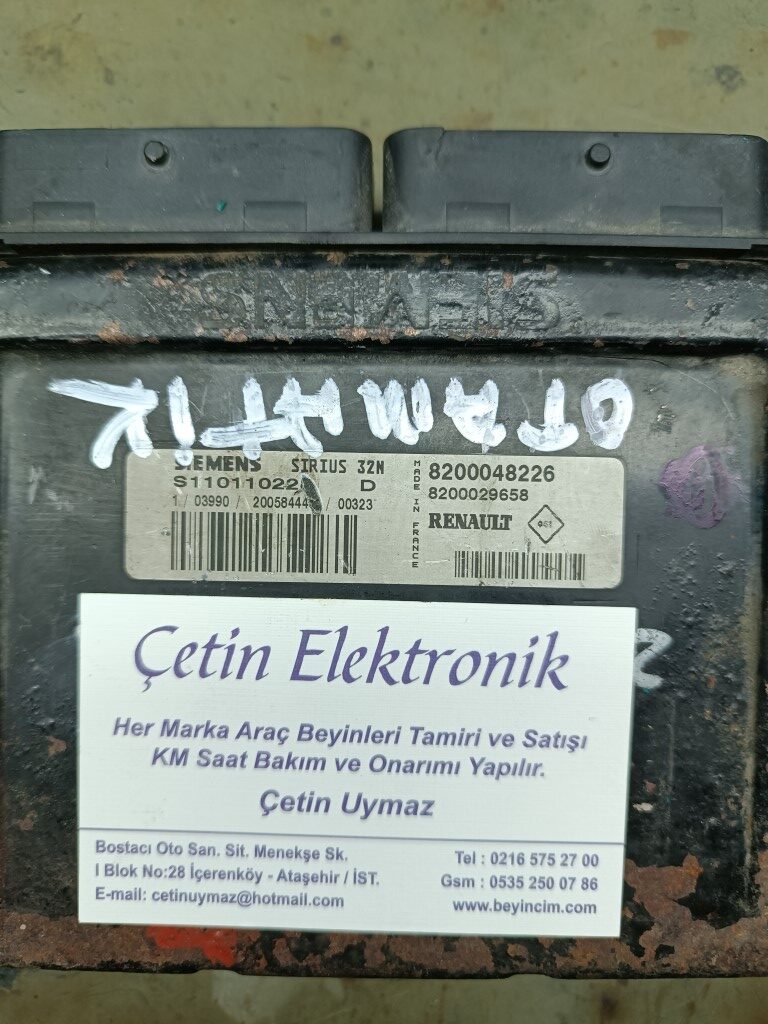 SIEMENS
OTAMATİK
SIEMENS SIRIUS 32N
D
1 / 03990 / / 00323
MADE IN FRANCE
8200048226
8200029658
RENAULT
Çetin Elektronik
Her Marka Araç Beyinleri Tamiri ve Satışı
KM Saat Bakım ve Onarımı Yapılır.
Çetin Uymaz
Bostacı Oto San. Sit. Menekşe Sk.
I Blok No:28 İçerenköy - Ataşehir / İST.
E-mail: cetinuymaz@hotmail.com
Tel : 0216 575 27 00
Gsm : 0535 250 07 86
www.beyincim.com